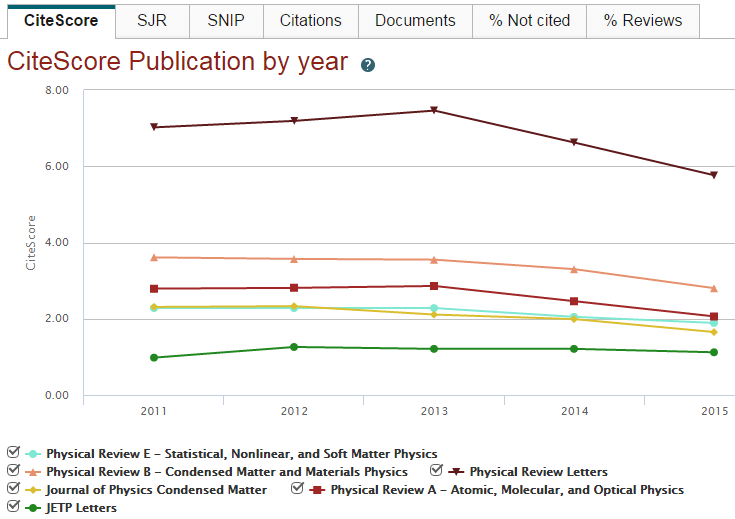 CiteScore SJR SNIP Citations Documents % Not cited % Reviews
CiteScore Publication by year ?
8.00
6.00
4.00
2.00
0.00
CiteScore
2011 2012 2013 2014 2015
Physical Review E - Statistical, Nonlinear, and Soft Matter Physics
Physical Review B - Condensed Matter and Materials Physics Physical Review Letters
Journal of Physics Condensed Matter Physical Review A - Atomic, Molecular, and Optical Physics
JETP Letters